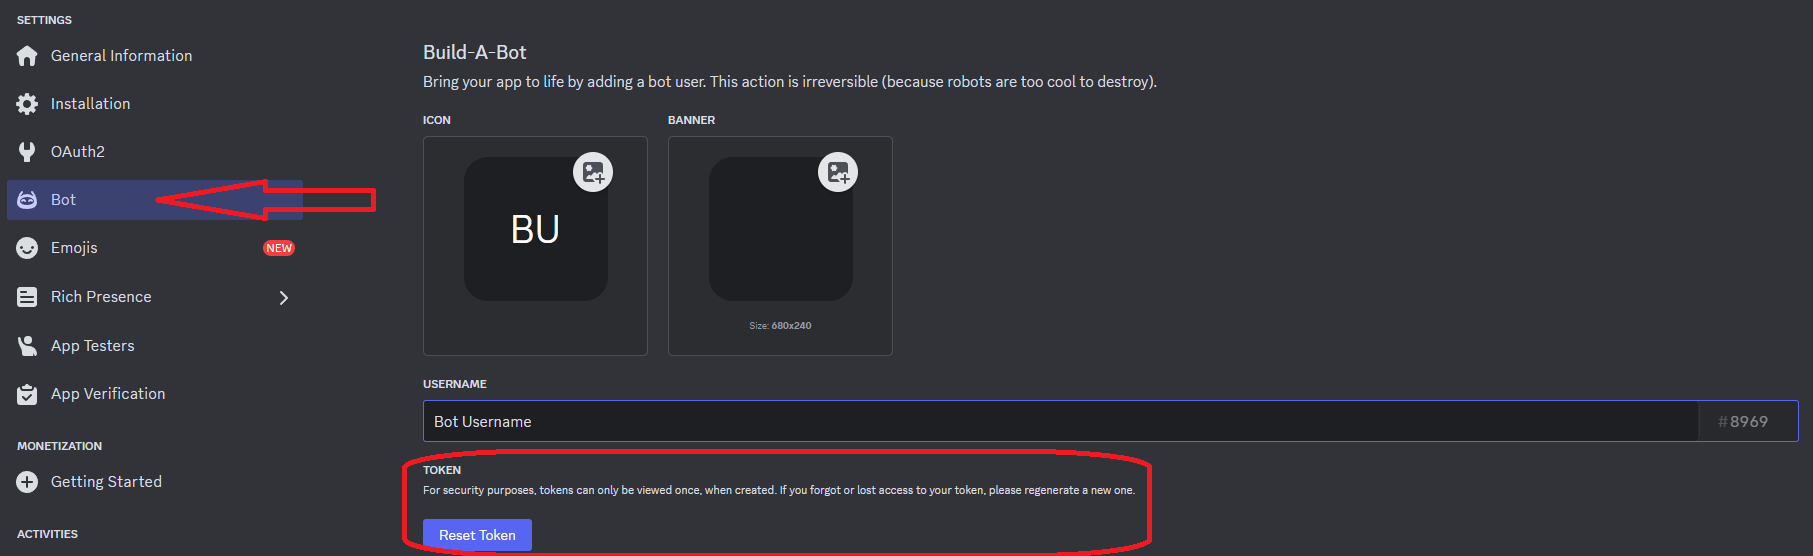 SETTINGS
General Information
Installation
OAuth2
Bot
Emojis NEW
Rich Presence
App Testers
App Verification
MONETIZATION
Getting Started
ACTIVITIES
Build-A-Bot
Bring your app to life by adding a bot user. This action is irreversible (because robots are too cool to destroy).
ICON BANNER
BU
Size: 680x240
USERNAME
Bot Username #8969
TOKEN
For security purposes, tokens can only be viewed once, when created. If you forgot or lost access to your token, please regenerate a new one.
Reset Token